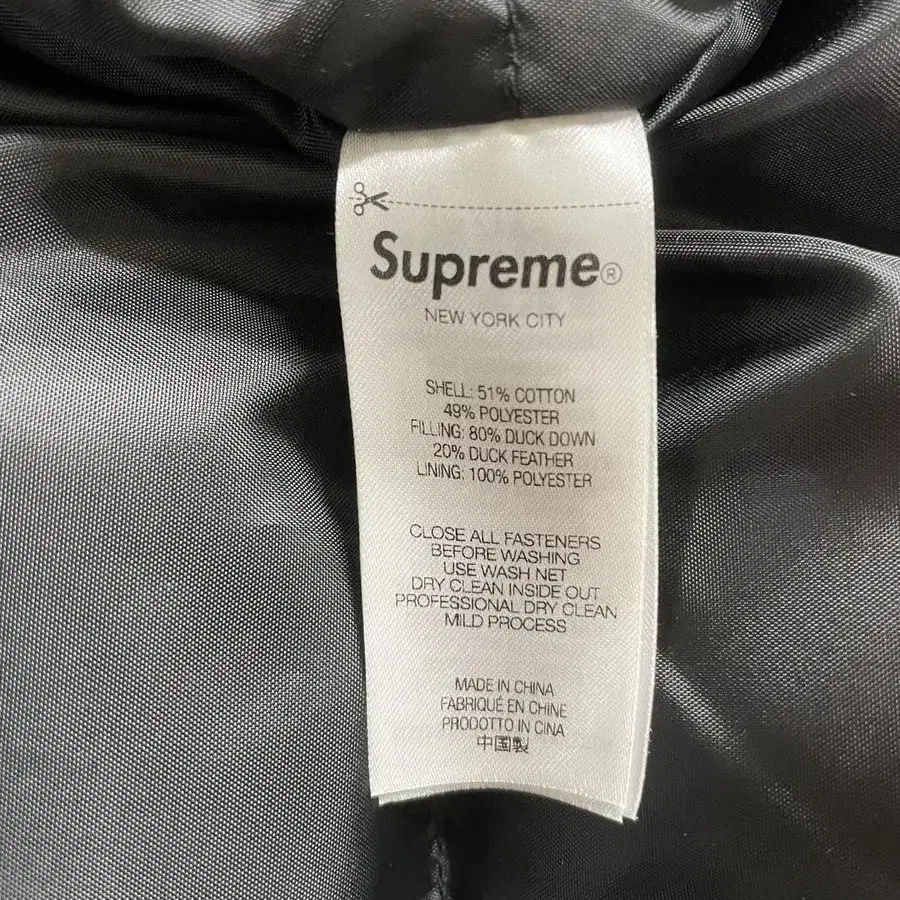 Supreme®
NEW YORK CITY
SHELL: 51% COTTON
49% POLYESTER
FILLING: 80% DUCK DOWN
20% DUCK FEATHER
LINING: 100% POLYESTER
CLOSE ALL FASTENERS
BEFORE WASHING
USE WASH NET
DRY CLEAN INSIDE OUT
PROFESSIONAL DRY CLEAN
MILD PROCESS
MADE IN CHINA
FABRIQUÉ EN CHINE
PRODOTTO IN CINA
中国製